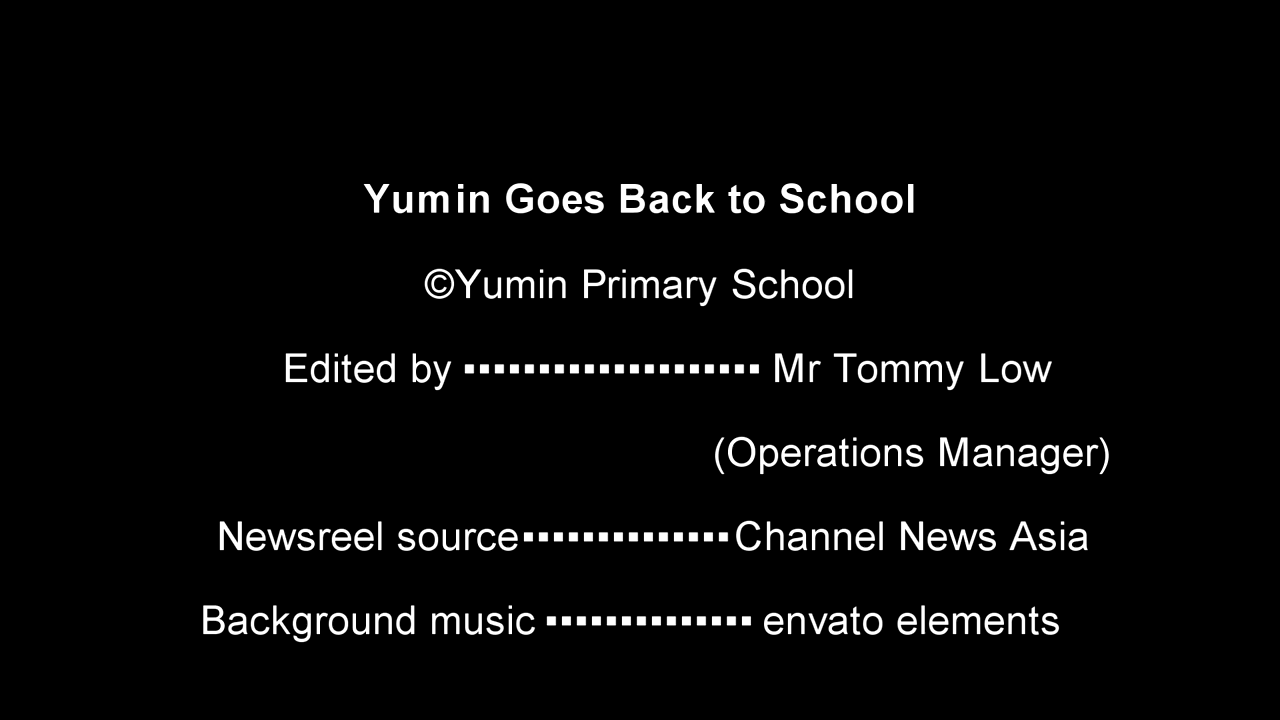 Yumin Goes Back to School
©Yumin Primary School
Edited by ▪▪▪▪▪▪▪▪▪▪▪▪▪▪▪▪▪▪▪▪ Mr Tommy Low
(Operations Manager)
Newsreel source▪▪▪▪▪▪▪▪▪▪▪▪▪▪Channel News Asia
Background music ▪▪▪▪▪▪▪▪▪▪▪▪▪▪ envato elements